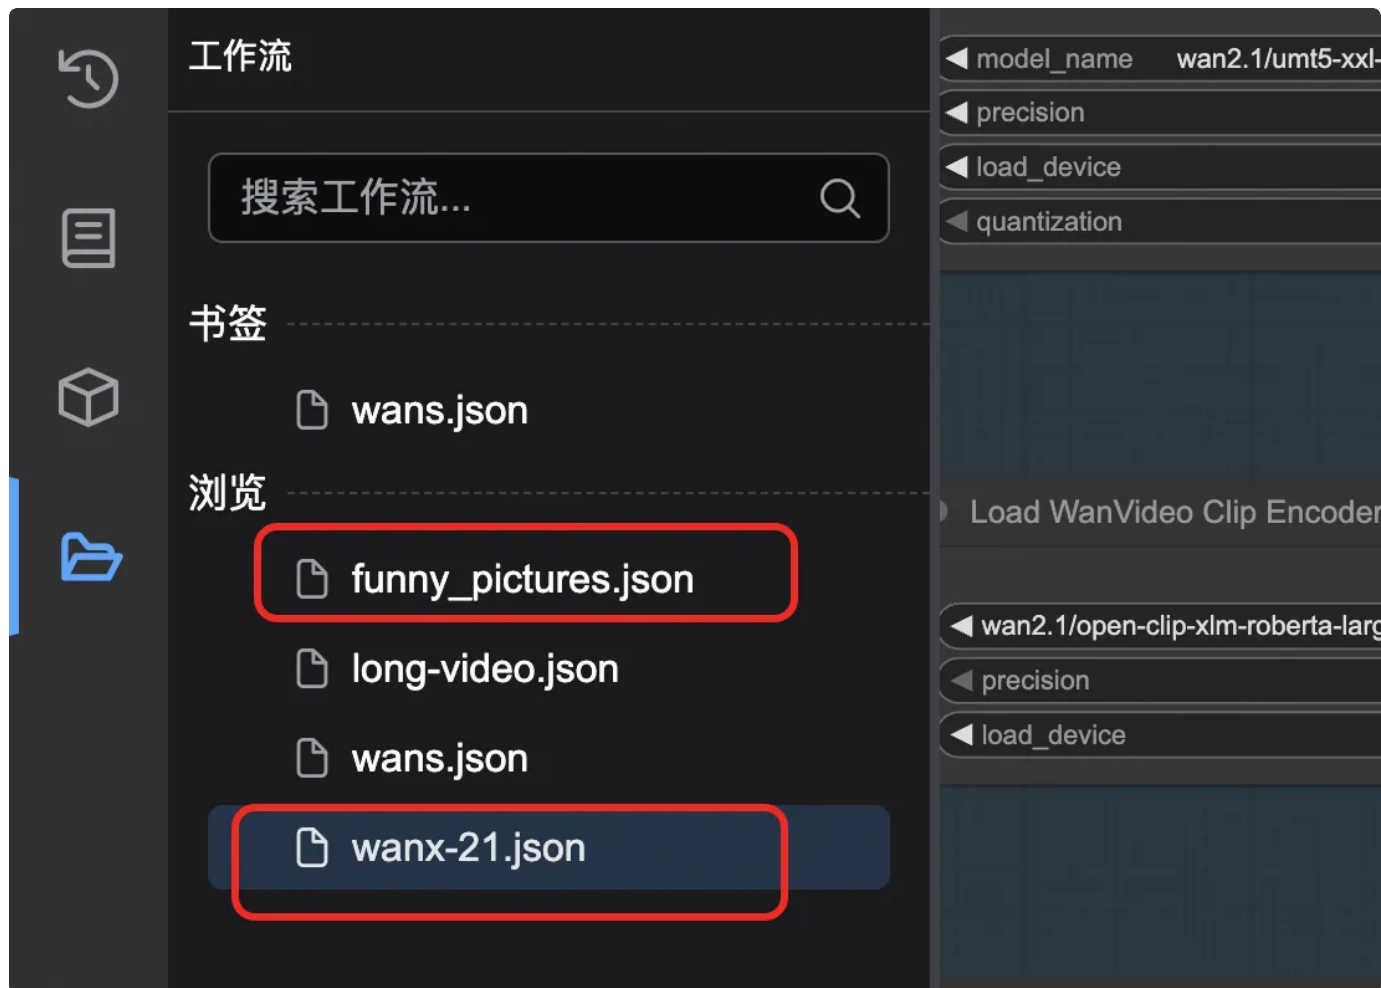 工作流
搜索工作流...
书签
wans.json
浏览
funny_pictures.json
long-video.json
wans.json
wanx-21.json
model_name wan2.1/umt5-xxl-
precision
load_device
quantization
Load WanVideo Clip Encoder
wan2.1/open-clip-xlm-roberta-larg
precision
load_device